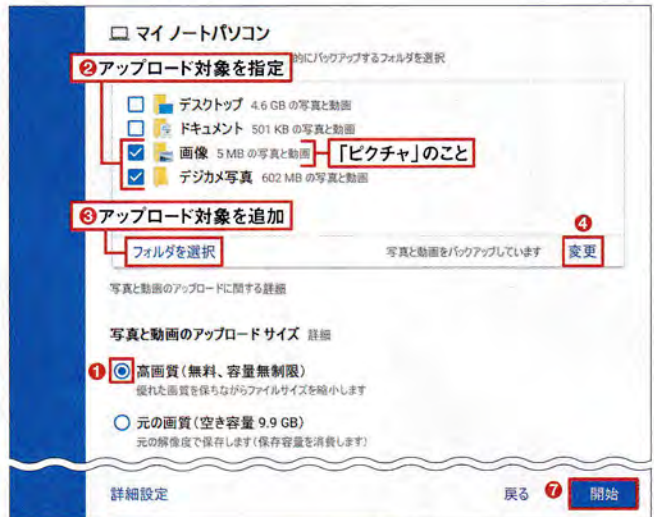 マイ ノートパソコン
的にバックアップするフォルダを選択
❷アップロード対象を指定
デスクトップ 4.6 GB の写真と動画
ドキュメント 501 KB の写真と動画
画像 5 MB の写真と動画 「ピクチャ」のこと
デジカメ写真 602 MB の写真と動画
❸アップロード対象を追加
❹
フォルダを選択 写真と動画をバックアップしています 変更
写真と動画のアップロードに関する詳細
写真と動画のアップロード サイズ 詳細
❶ 高画質(無料、容量無制限)
優れた画質を保ちながらファイルサイズを縮小します
元の画質(空き容量 9.9 GB)
元の解像度で保存します(保存容量を消費します)
詳細設定 戻る ❼ 開始